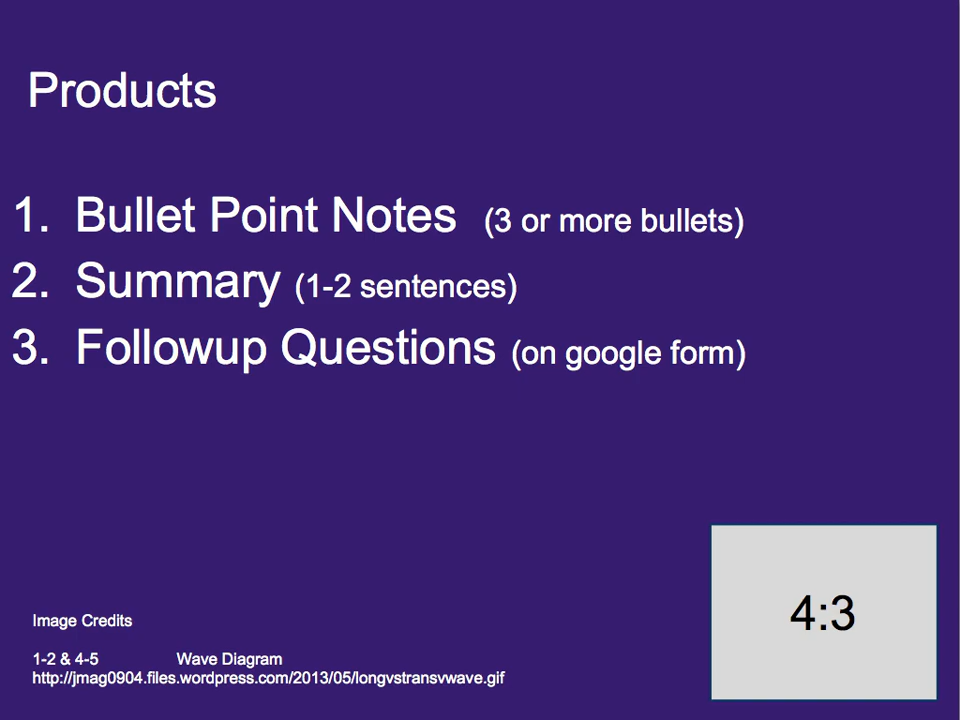 Products
1. Bullet Point Notes (3 or more bullets)
2. Summary (1-2 sentences)
3. Followup Questions (on google form)
4:3
Image Credits
1-2 & 4-5 Wave Diagram
http://jmag0904.files.wordpress.com/2013/05/longvstransvwave.gif